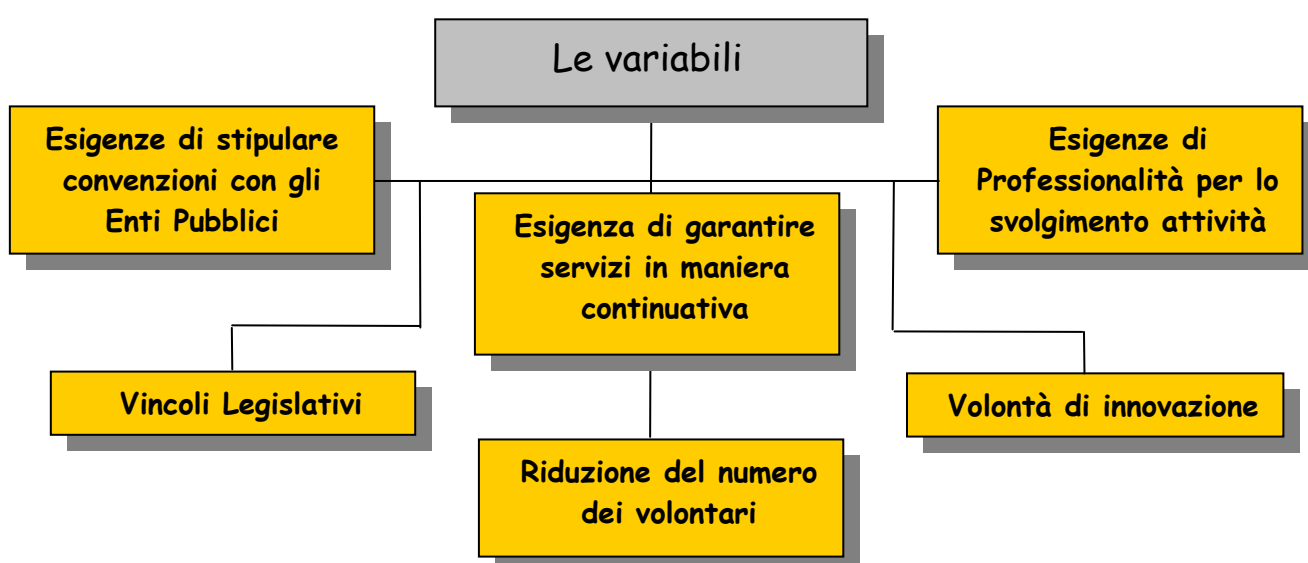 Le variabili
Esigenze di stipulare
convenzioni con gli
Enti Pubblici
Esigenza di garantire
servizi in maniera
continuativa
Esigenze di
Professionalità per lo
svolgimento attività
Vincoli Legislativi
Riduzione del numero
dei volontari
Volontà di innovazione